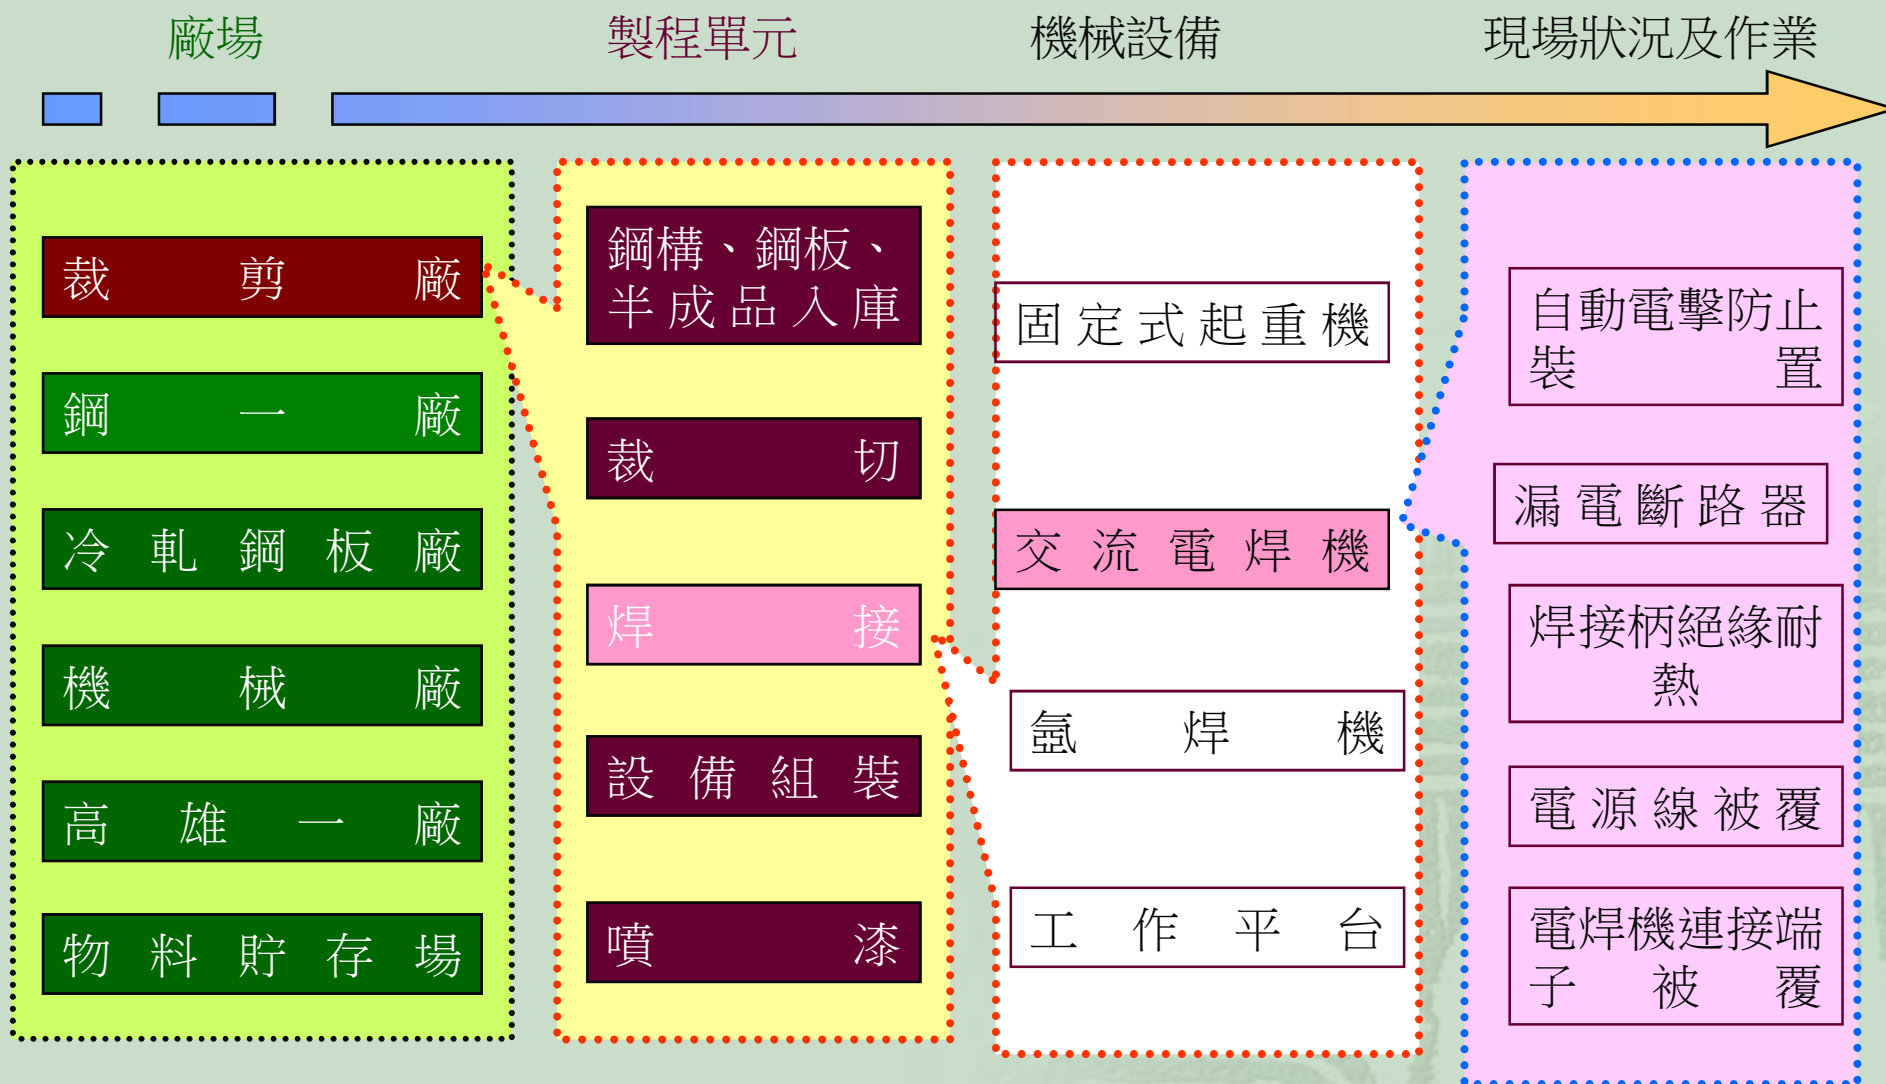 廠場
製程單元
機械設備
現場狀況及作業
裁剪廠
鋼一廠
冷軋鋼板廠
機械廠
高雄一廠
物料貯存場
鋼構、鋼板、
半成品入庫
裁切
焊接
設備組裝
噴漆
固定式起重機
交流電焊機
氬焊機
工作平台
自動電擊防止
裝置
漏電斷路器
焊接柄絕緣耐
熱
電源線被覆
電焊機連接端
子被覆